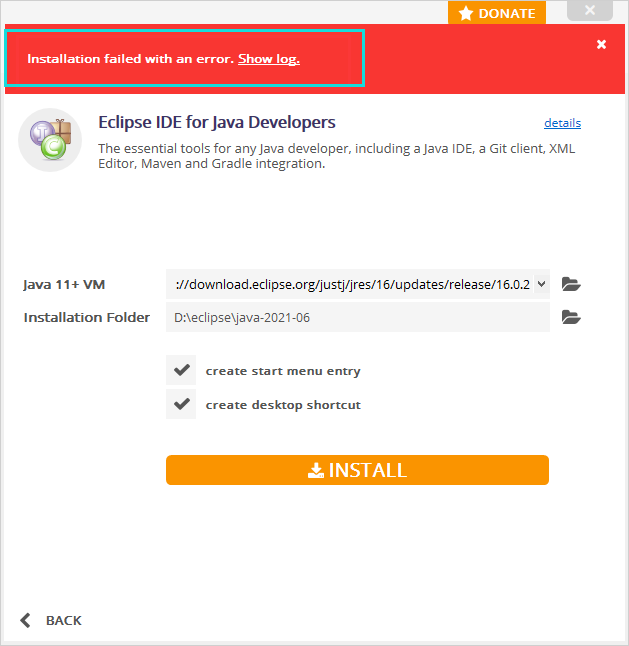 DONATE
Installation failed with an error. Show log.
Eclipse IDE for Java Developers
details
The essential tools for any Java developer, including a Java IDE, a Git client, XML
Editor, Maven and Gradle integration.
Java 11+ VM
://download.eclipse.org/justj/jres/16/updates/release/16.0.2
Installation Folder
D:\eclipse\java-2021-06
create start menu entry
create desktop shortcut
INSTALL
BACK